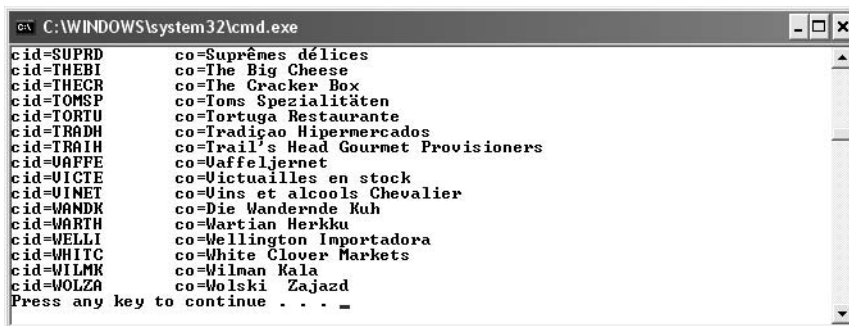 C:\WINDOWS\system32\cmd.exe
cid=SUPRD co=Suprêmes délices
cid=THEBI co=The Big Cheese
cid=THECR co=The Cracker Box
cid=TOMSP co=Toms Spezialitäten
cid=TORTU co=Tortuga Restaurante
cid=TRADH co=Tradiçao Hipermercados
cid=TRAIH co=Trail's Head Gourmet Provisioners
cid=VAFFE co=Vaffeljernet
cid=VICTE co=Victuailles en stock
cid=VINET co=Vins et alcools Chevalier
cid=WANDK co=Die Wandernde Kuh
cid=WARTH co=Wartian Herkku
cid=WELLI co=Wellington Importadora
cid=WHITC co=White Clover Markets
cid=WILMK co=Wilman Kala
cid=WOLZA co=Wolski  Zajazd
Press any key to continue . . . _